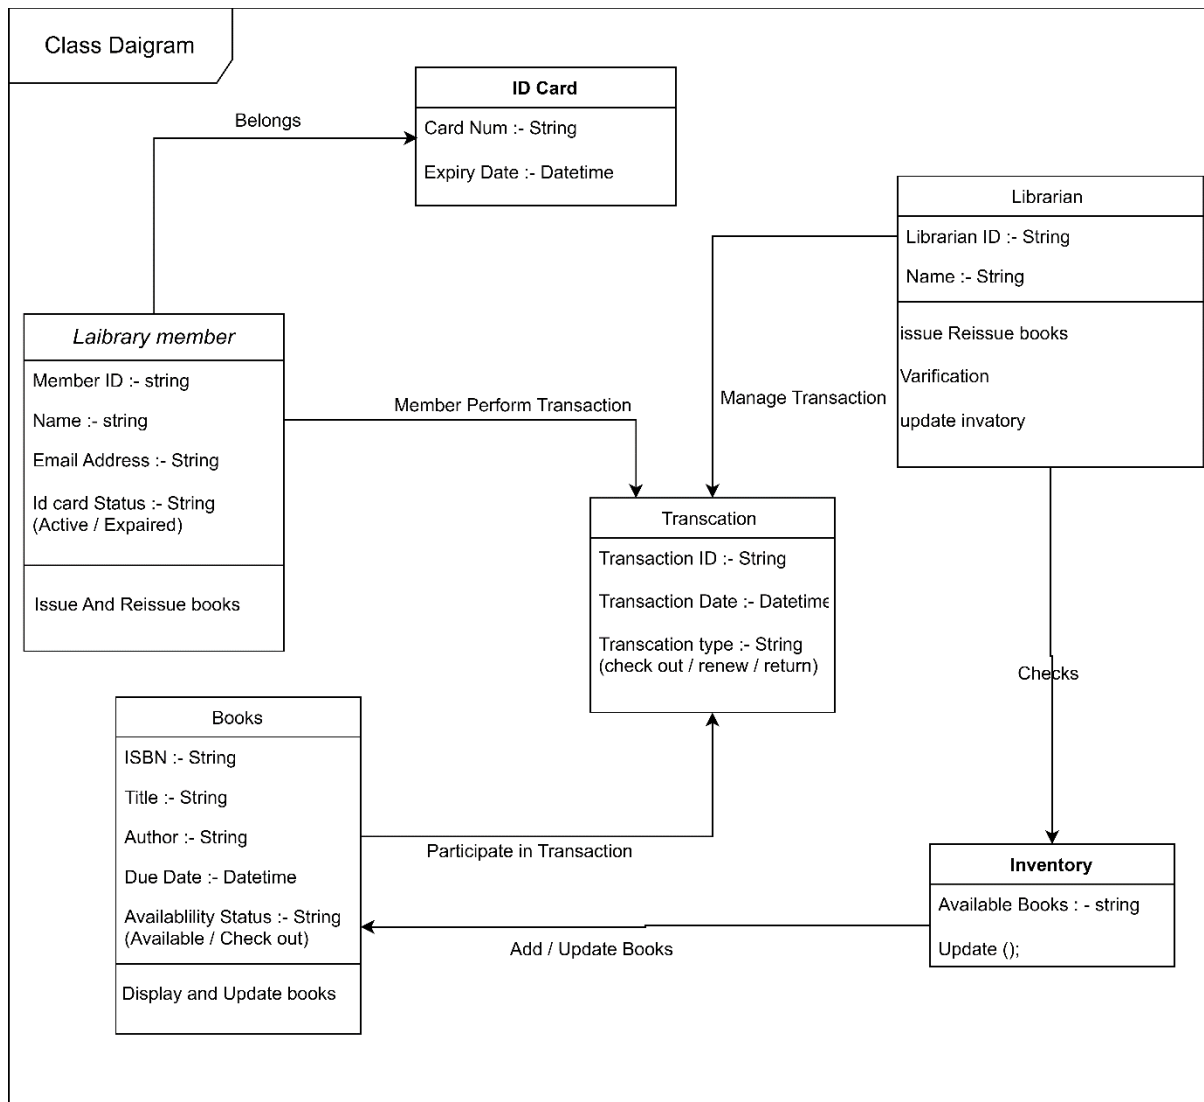 Class Daigram
ID Card
Card Num :- String
Expiry Date :- Datetime
Belongs
Librarian
Librarian ID :- String
Name :- String
issue Reissue books
Varification
update invatory
Laibrary member
Member ID :- string
Name :- string
Email Address :- String
Id card Status :- String
(Active / Expaired)
Issue And Reissue books
Member Perform Transaction
Manage Transaction
Transcation
Transaction ID :- String
Transaction Date :- Datetime
Transcation type :- String
(check out / renew / return)
Checks
Books
ISBN :- String
Title :- String
Author :- String
Due Date :- Datetime
Availablility Status :- String
(Available / Check out)
Display and Update books
Participate in Transaction
Inventory
Available Books : - string
Update ();
Add / Update Books